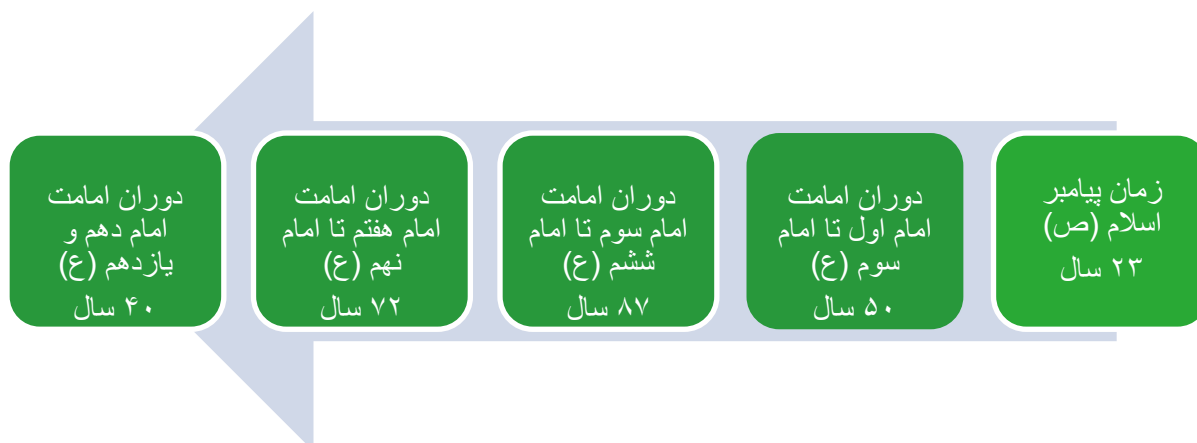 زمان پیامبر
اسلام (ص)
۲۳ سال
دوران امامت
امام اول تا امام
سوم (ع)
۵۰ سال
دوران امامت
امام سوم تا امام
ششم (ع)
۸۷ سال
دوران امامت
امام هفتم تا امام
نهم (ع)
۷۲ سال
دوران امامت
امام دهم و
یازدهم (ع)
۴۰ سال